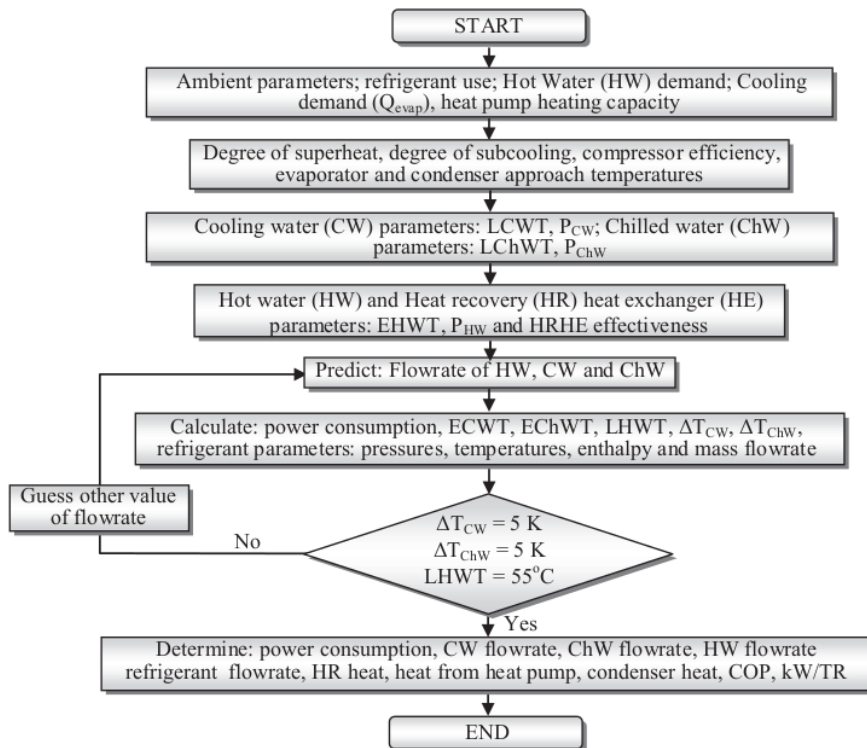 START
Ambient parameters; refrigerant use; Hot Water (HW) demand; Cooling
demand (Qevap), heat pump heating capacity
Degree of superheat, degree of subcooling, compressor efficiency,
evaporator and condenser approach temperatures
Cooling water (CW) parameters: LCWT, PCW; Chilled water (ChW)
parameters: LChWT, PChW
Hot water (HW) and Heat recovery (HR) heat exchanger (HE)
parameters: EHWT, PHW and HRHE effectiveness
Predict: Flowrate of HW, CW and ChW
Calculate: power consumption, ECWT, EChWT, LHWT, ΔTCW, ΔTChW,
refrigerant parameters: pressures, temperatures, enthalpy and mass flowrate
Guess other value
of flowrate
No
ΔTCW = 5 K
ΔTChW = 5 K
LHWT = 55°C
Yes
Determine: power consumption, CW flowrate, ChW flowrate, HW flowrate
refrigerant flowrate, HR heat, heat from heat pump, condenser heat, COP, kW/TR
END